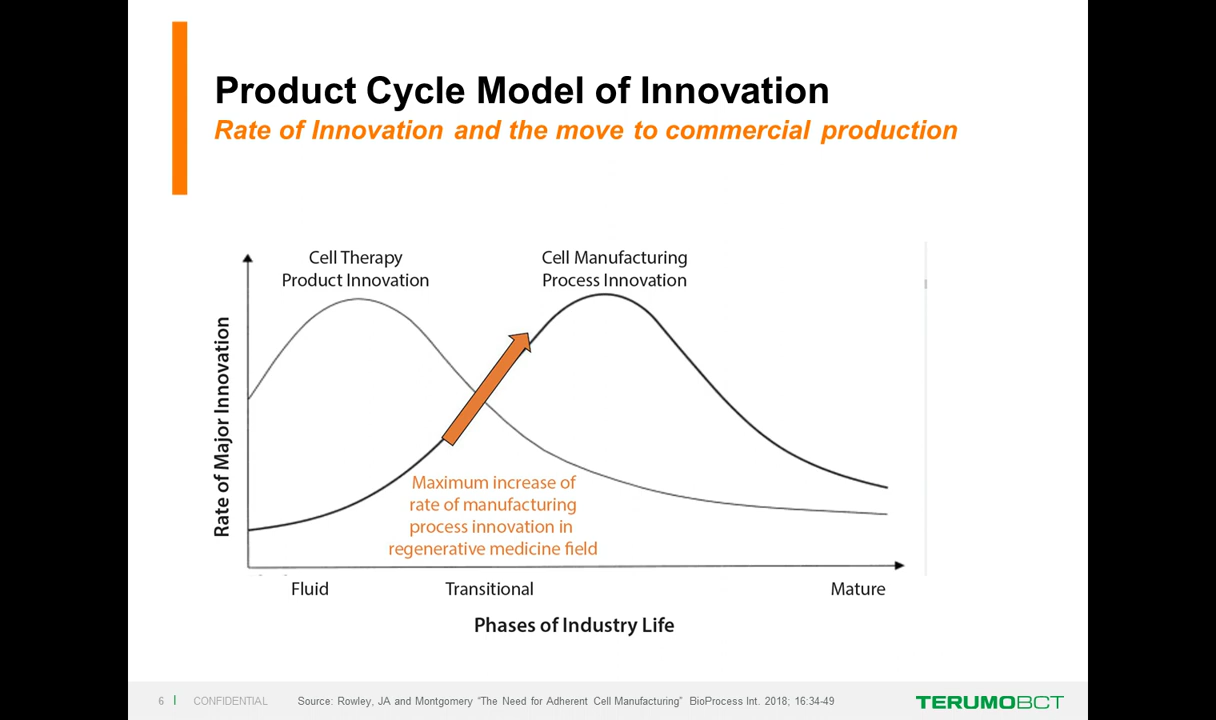 Product Cycle Model of Innovation
Rate of Innovation and the move to commercial production
Cell Therapy
Product Innovation
Cell Manufacturing
Process Innovation
Rate of Major Innovation
Maximum increase of
rate of manufacturing
process innovation in
regenerative medicine field
Fluid
Transitional
Mature
Phases of Industry Life
6 | CONFIDENTIAL
Source: Rowley, JA and Montgomery “The Need for Adherent Cell Manufacturing” BioProcess Int. 2018; 16:34-49
TERUMOBCT